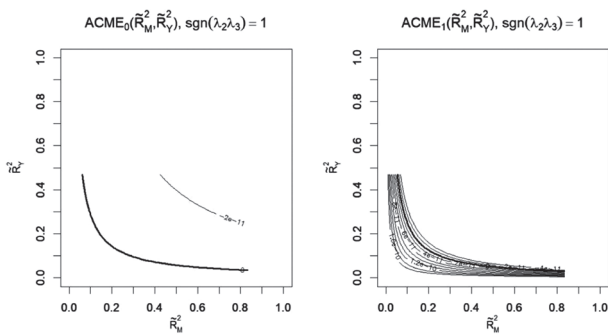 ACME₀(R̃²_M,R̃²_Y), sgn(λ₂λ₃) = 1
R̃²_Y
1.0
0.8
0.6
0.4
0.2
0.0
−2e−11
0
0.0 0.2 0.4 0.6 0.8 1.0
R̃²_M
ACME₁(R̃²_M,R̃²_Y), sgn(λ₂λ₃) = 1
R̃²_Y
1.0
0.8
0.6
0.4
0.2
0.0
0.0 0.2 0.4 0.6 0.8 1.0
R̃²_M